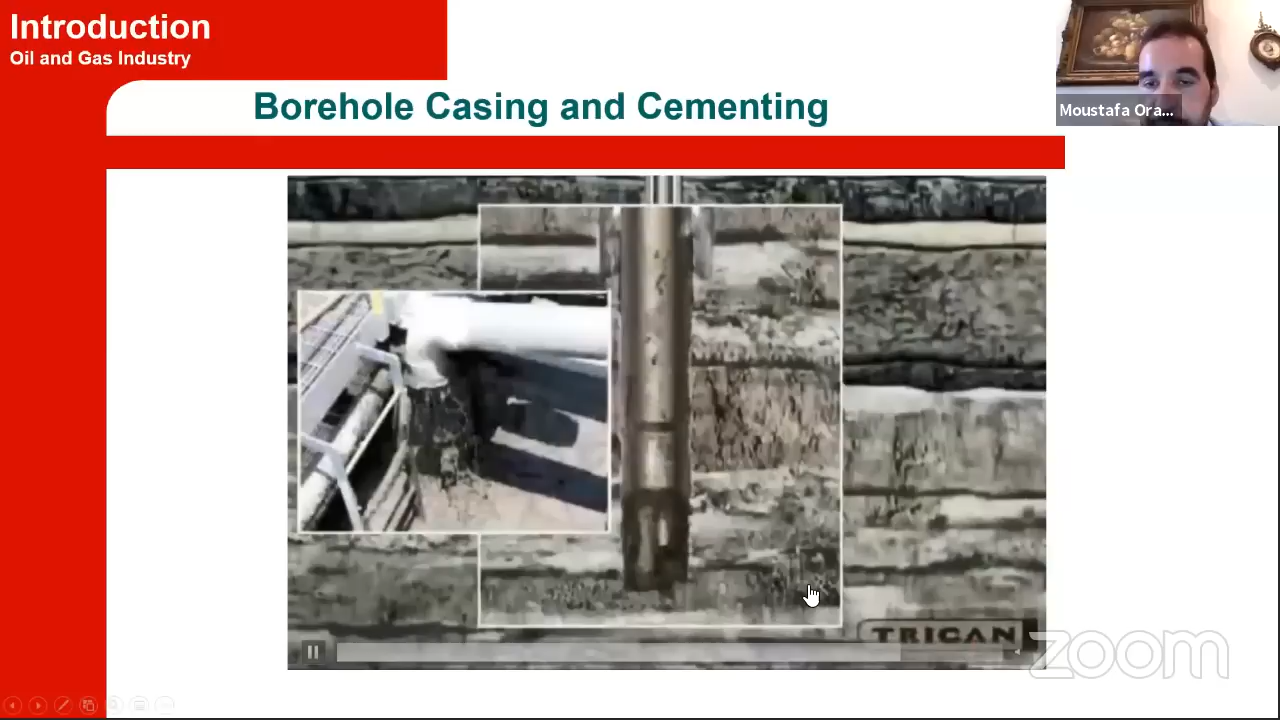 Introduction
Oil and Gas Industry
Borehole Casing and Cementing
Moustafa Ora...
TRICAN
zoom